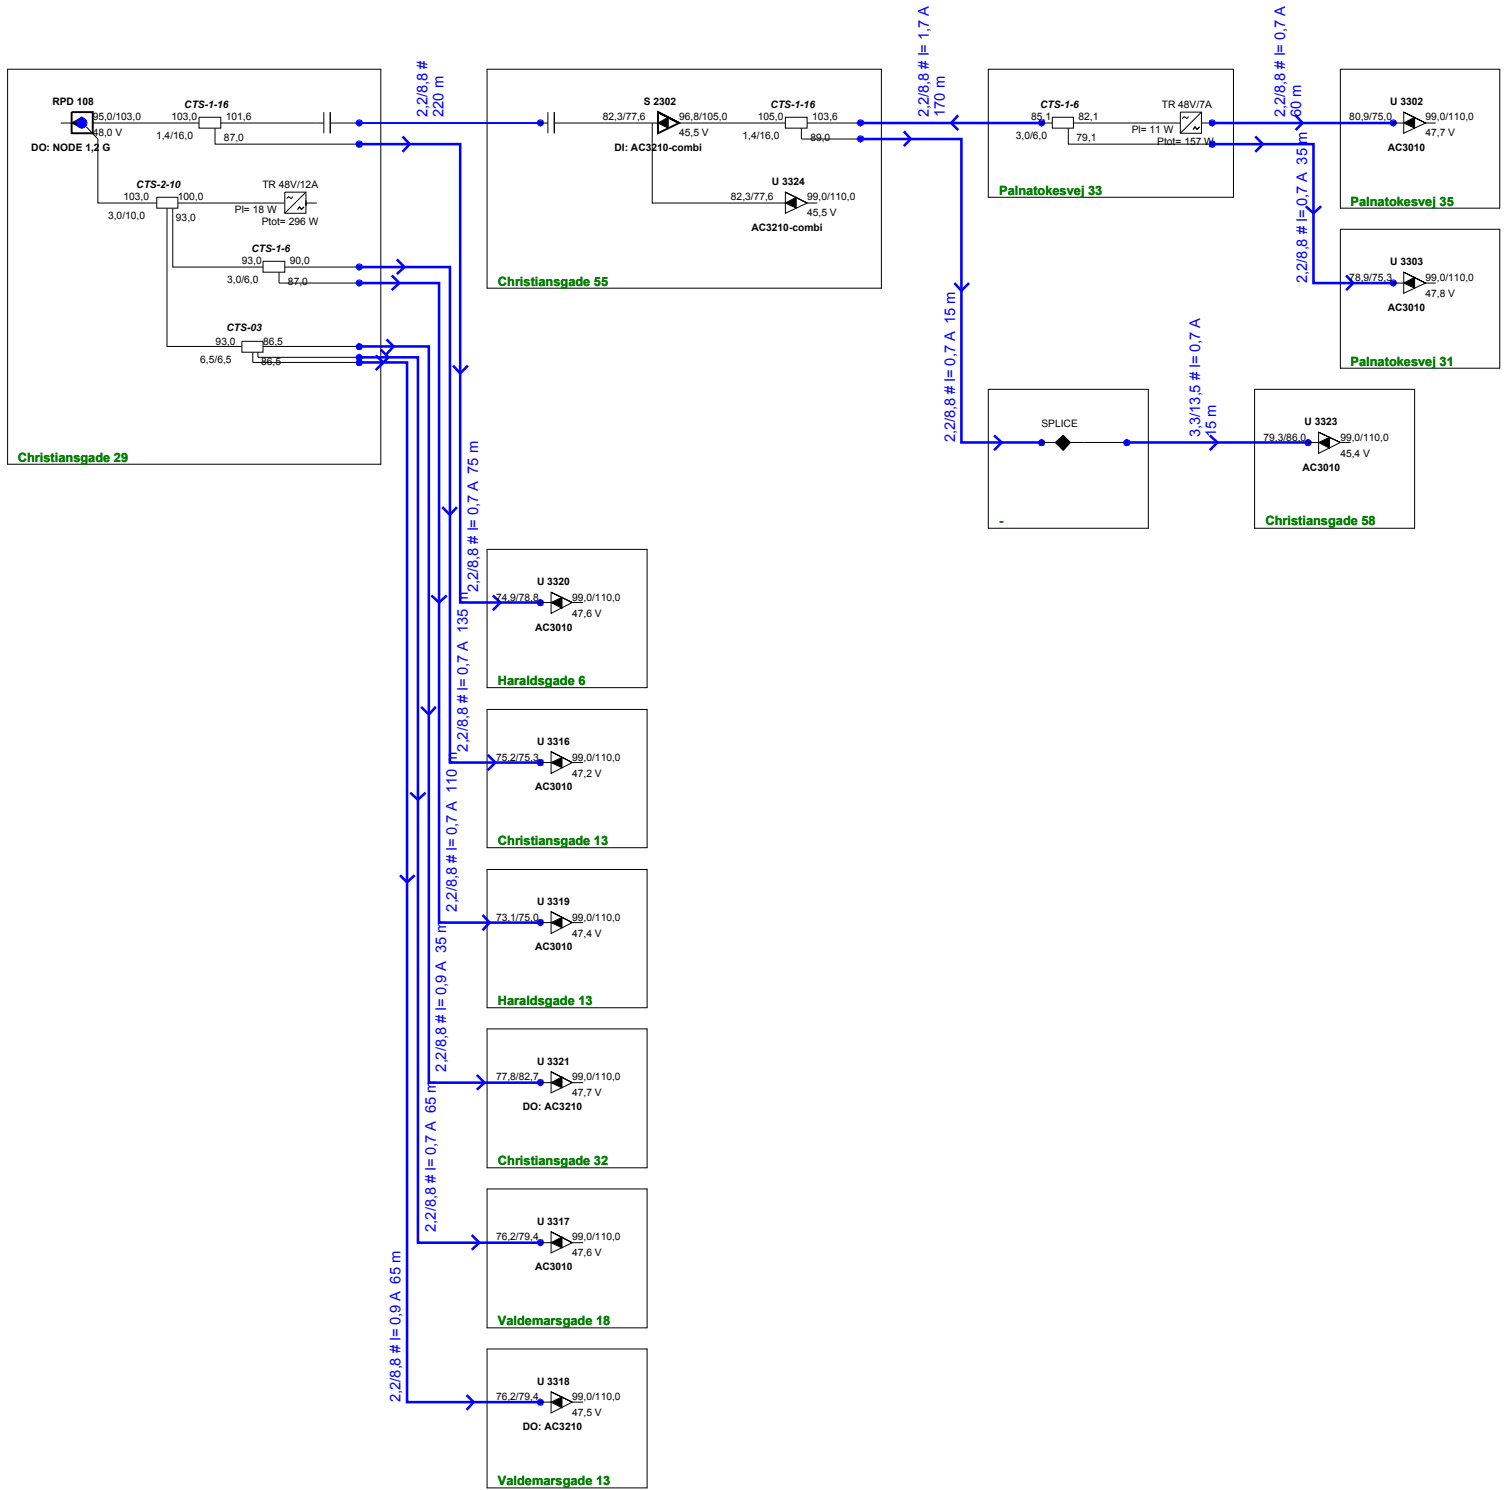 RPD 108
95,0/103,0
48,0 V
DO: NODE 1,2 G
CTS-1-16
103,0
101,6
1,4/16,0
87,0
CTS-2-10
103,0
100,0
3,0/10,0
93,0
TR 48V/12A
Pl= 18 W
Ptot= 296 W
CTS-1-6
93,0
90,0
3,0/6,0
87,0
CTS-03
93,0
86,5
6,5/6,5
86,5
Christiansgade 29
2,2/8,8 #
220 m
S 2302
82,3/77,6
96,8/105,0
45,5 V
DI: AC3210-combi
CTS-1-16
105,0
103,6
1,4/16,0
89,0
U 3324
82,3/77,6
99,0/110,0
45,5 V
AC3210-combi
Christiansgade 55
2,2/8,8 # I= 1,7 A
170 m
CTS-1-6
85,1
82,1
3,0/6,0
79,1
TR 48V/7A
Pl= 11 W
Ptot= 157 W
Palnatokesvej 33
2,2/8,8 # I= 0,7 A
60 m
2,2/8,8 # I= 0,7 A 35 m
U 3302
80,9/75,0
99,0/110,0
47,7 V
AC3010
Palnatokesvej 35
U 3303
78,9/75,3
99,0/110,0
47,8 V
AC3010
Palnatokesvej 31
2,2/8,8 # I= 0,7 A 15 m
SPLICE
-
3,3/13,5 # I= 0,7 A
15 m
U 3323
79,3/86,0
99,0/110,0
45,4 V
AC3010
Christiansgade 58
2,2/8,8 # I= 0,7 A 75 m
U 3320
74,9/78,8
99,0/110,0
47,6 V
AC3010
Haraldsgade 6
2,2/8,8 # I= 0,7 A 135 m
U 3316
75,2/75,3
99,0/110,0
47,2 V
AC3010
Christiansgade 13
2,2/8,8 # I= 0,7 A 110 m
U 3319
73,1/75,0
99,0/110,0
47,4 V
AC3010
Haraldsgade 13
2,2/8,8 # I= 0,9 A 35 m
U 3321
77,8/82,7
99,0/110,0
47,7 V
DO: AC3210
Christiansgade 32
2,2/8,8 # I= 0,7 A 65 m
U 3317
76,2/79,4
99,0/110,0
47,6 V
AC3010
Valdemarsgade 18
2,2/8,8 # I= 0,9 A 65 m
U 3318
76,2/79,4
99,0/110,0
47,5 V
DO: AC3210
Valdemarsgade 13